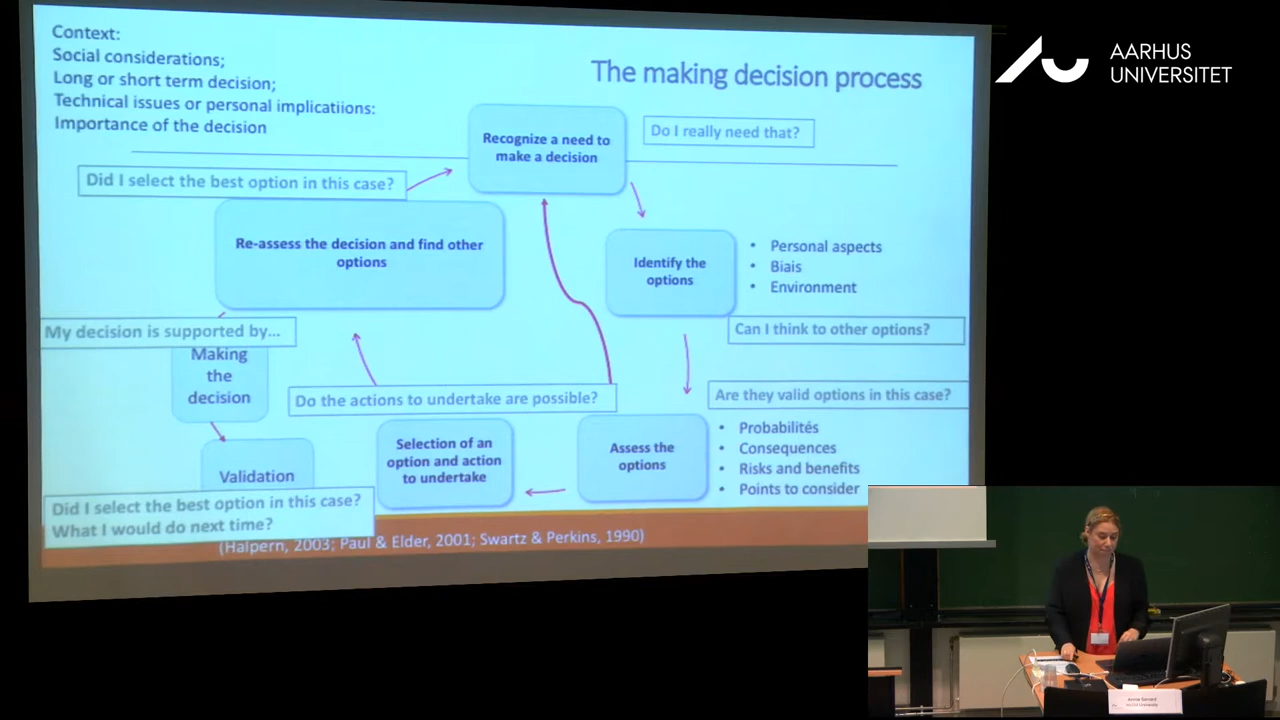 Context:
Social considerations;
Long or short term decision;
Technical issues or personal implicatiions:
Importance of the decision
The making decision process
AARHUS
UNIVERSITET
Recognize a need to
make a decision
Do I really need that?
Did I select the best option in this case?
Re-assess the decision and find other
options
Identify the
options
• Personal aspects
• Biais
• Environment
My decision is supported by...
Can I think to other options?
Making
the
decision
Do the actions to undertake are possible?
Are they valid options in this case?
Selection of an
option and action
to undertake
Assess the
options
• Probabilités
• Consequences
• Risks and benefits
• Points to consider
Validation
Did I select the best option in this case?
What I would do next time?
(Halpern, 2003; Paul & Elder, 2001; Swartz & Perkins, 1990)